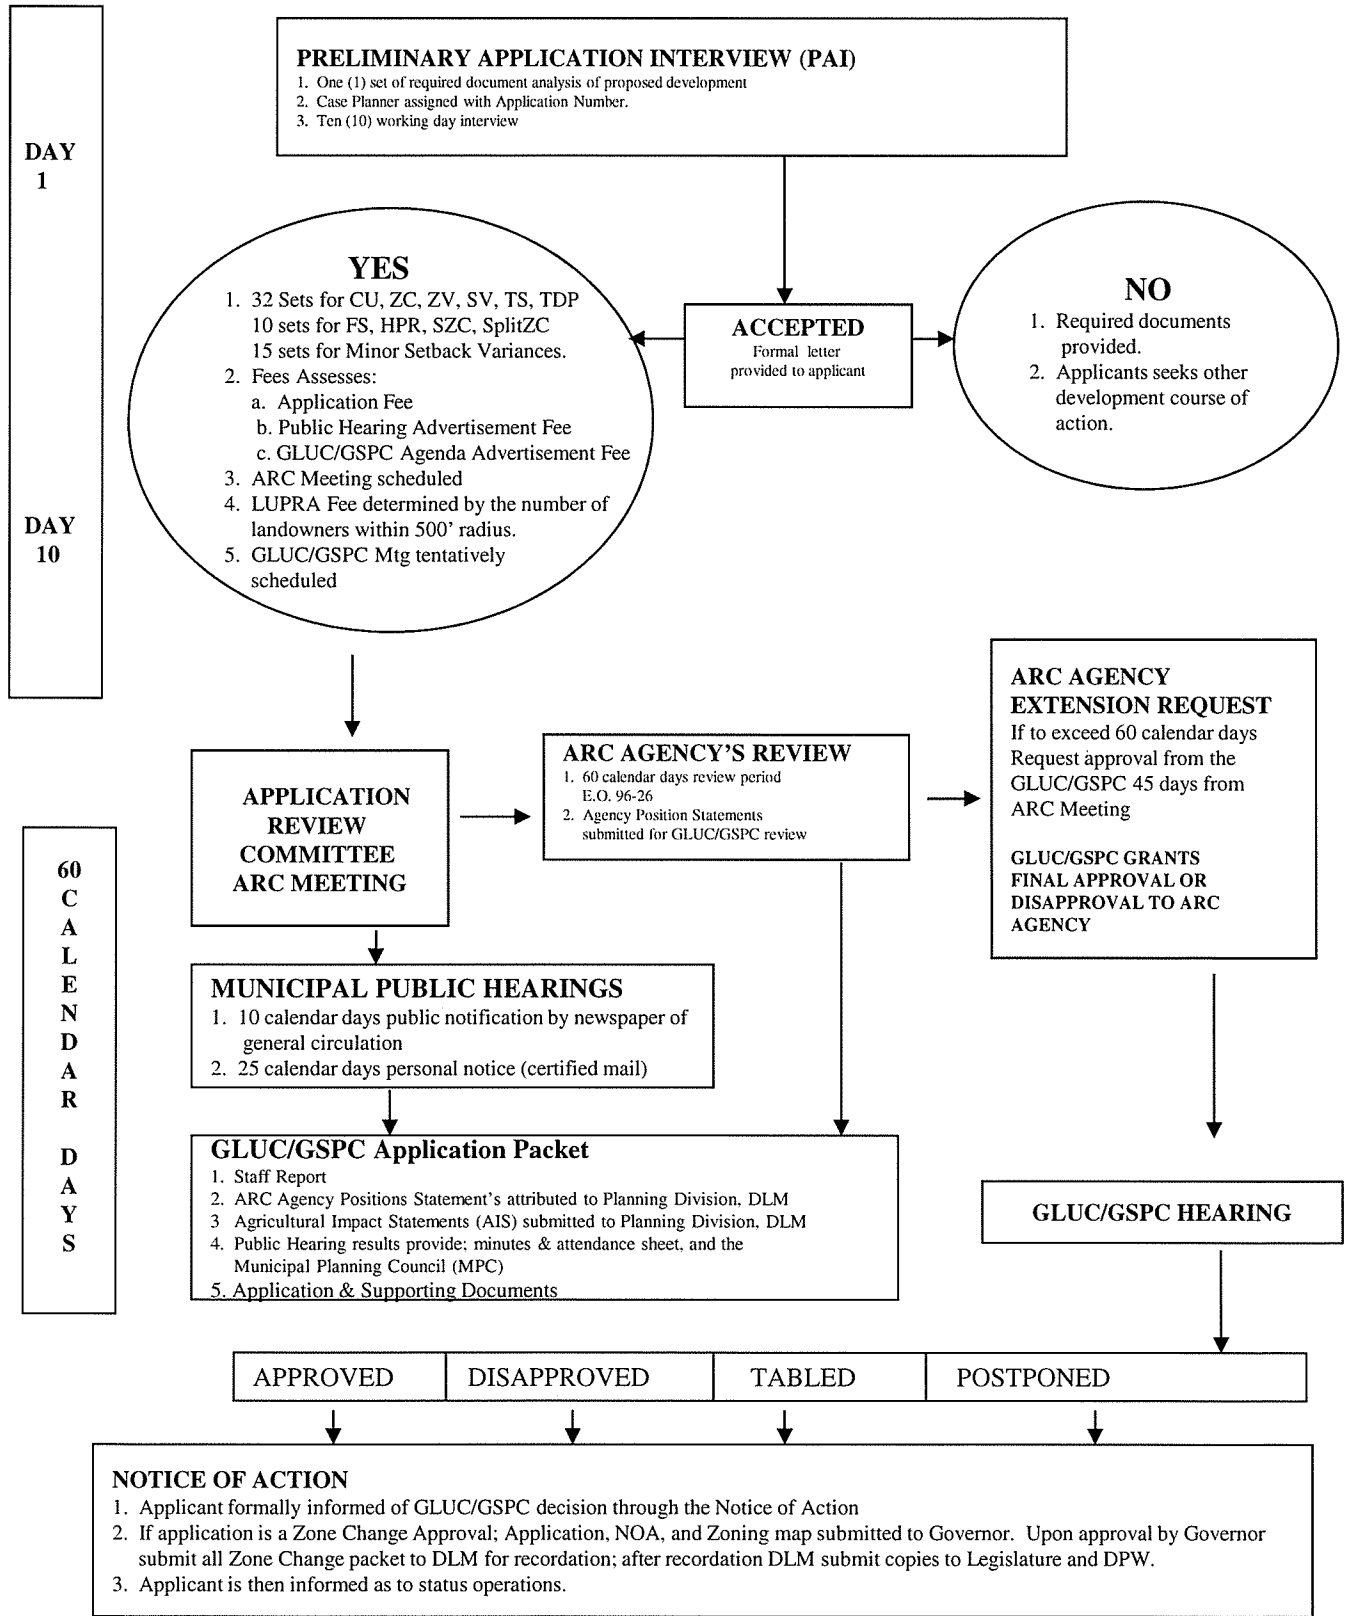 PRELIMINARY APPLICATION INTERVIEW (PAI)
1. One (1) set of required document analysis of proposed development
2. Case Planner assigned with Application Number.
3. Ten (10) working day interview
DAY
1
YES
1. 32 Sets for CU, ZC, ZV, SV, TS, TDP
10 sets for FS, HPR, SZC, SplitZC
15 sets for Minor Setback Variances.
2. Fees Assesses:
a. Application Fee
b. Public Hearing Advertisement Fee
c. GLUC/GSPC Agenda Advertisement Fee
3. ARC Meeting scheduled
4. LUPRA Fee determined by the number of
landowners within 500' radius.
5. GLUC/GSPC Mtg tentatively
scheduled
ACCEPTED
Formal letter
provided to applicant
NO
1. Required documents
provided.
2. Applicants seeks other
development course of
action.
DAY
10
APPLICATION
REVIEW
COMMITTEE
ARC MEETING
ARC AGENCY'S REVIEW
1. 60 calendar days review period
E.O. 96-26
2. Agency Position Statements
submitted for GLUC/GSPC review
ARC AGENCY
EXTENSION REQUEST
If to exceed 60 calendar days
Request approval from the
GLUC/GSPC 45 days from
ARC Meeting
GLUC/GSPC GRANTS
FINAL APPROVAL OR
DISAPPROVAL TO ARC
AGENCY
60
C
A
L
E
N
D
A
R
D
A
Y
S
MUNICIPAL PUBLIC HEARINGS
1. 10 calendar days public notification by newspaper of
general circulation
2. 25 calendar days personal notice (certified mail)
GLUC/GSPC Application Packet
1. Staff Report
2. ARC Agency Positions Statement's attributed to Planning Division, DLM
3 Agricultural Impact Statements (AIS) submitted to Planning Division, DLM
4. Public Hearing results provide; minutes & attendance sheet, and the
Municipal Planning Council (MPC)
5. Application & Supporting Documents
GLUC/GSPC HEARING
APPROVED DISAPPROVED TABLED POSTPONED
NOTICE OF ACTION
1. Applicant formally informed of GLUC/GSPC decision through the Notice of Action
2. If application is a Zone Change Approval; Application, NOA, and Zoning map submitted to Governor. Upon approval by Governor
submit all Zone Change packet to DLM for recordation; after recordation DLM submit copies to Legislature and DPW.
3. Applicant is then informed as to status operations.